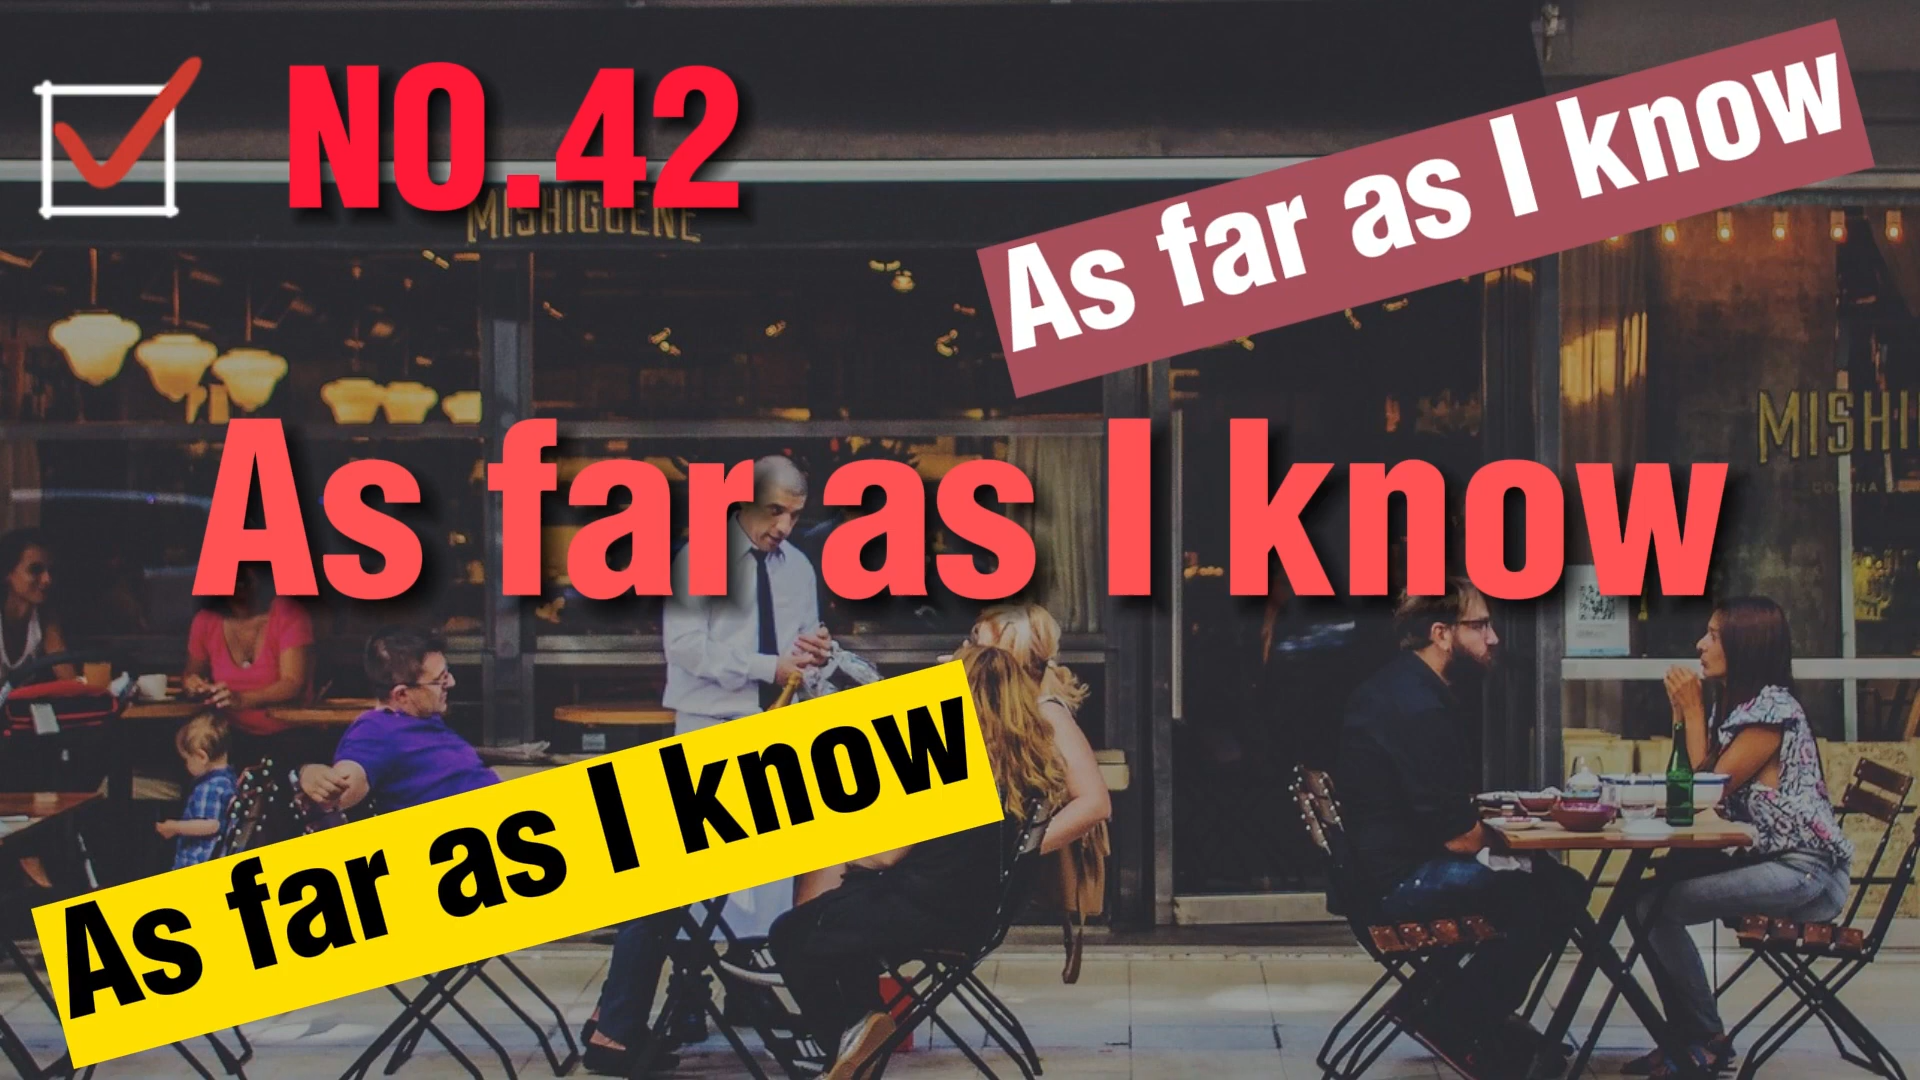 NO.42
As far as I know
MISHIGUENE
As far as I know
MISHI
As far as I know